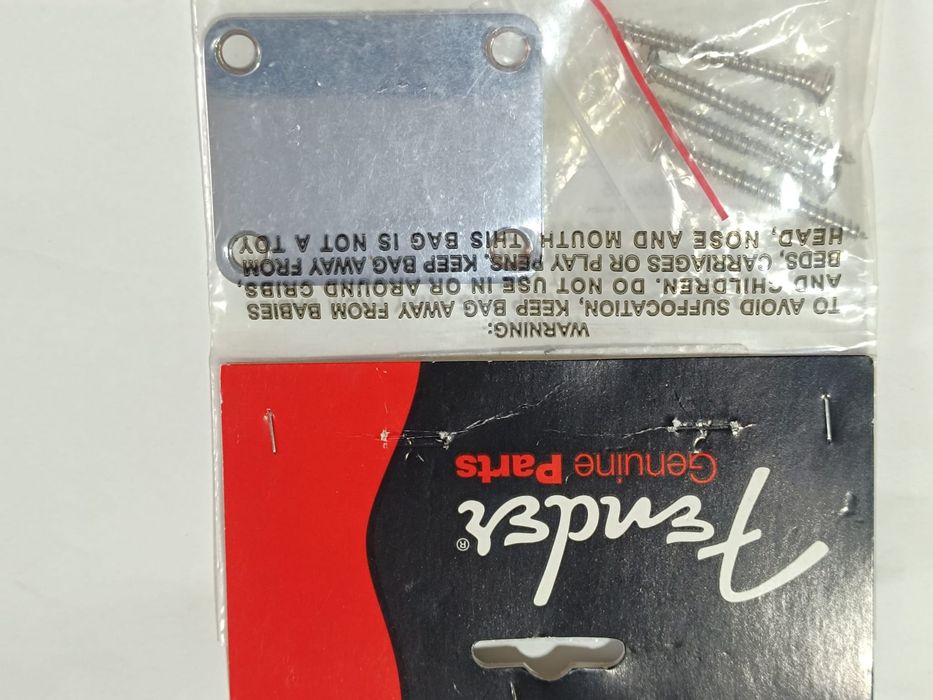 Fender®
Genuine Parts
WARNING:
TO AVOID SUFFOCATION, KEEP BAG AWAY FROM BABIES
AND CHILDREN. DO NOT USE IN OR AROUND CRIBS,
BEDS, CARRIAGES OR PLAY PENS. KEEP BAG AWAY FROM
HEAD, NOSE AND MOUTH. THIS BAG IS NOT A TOY